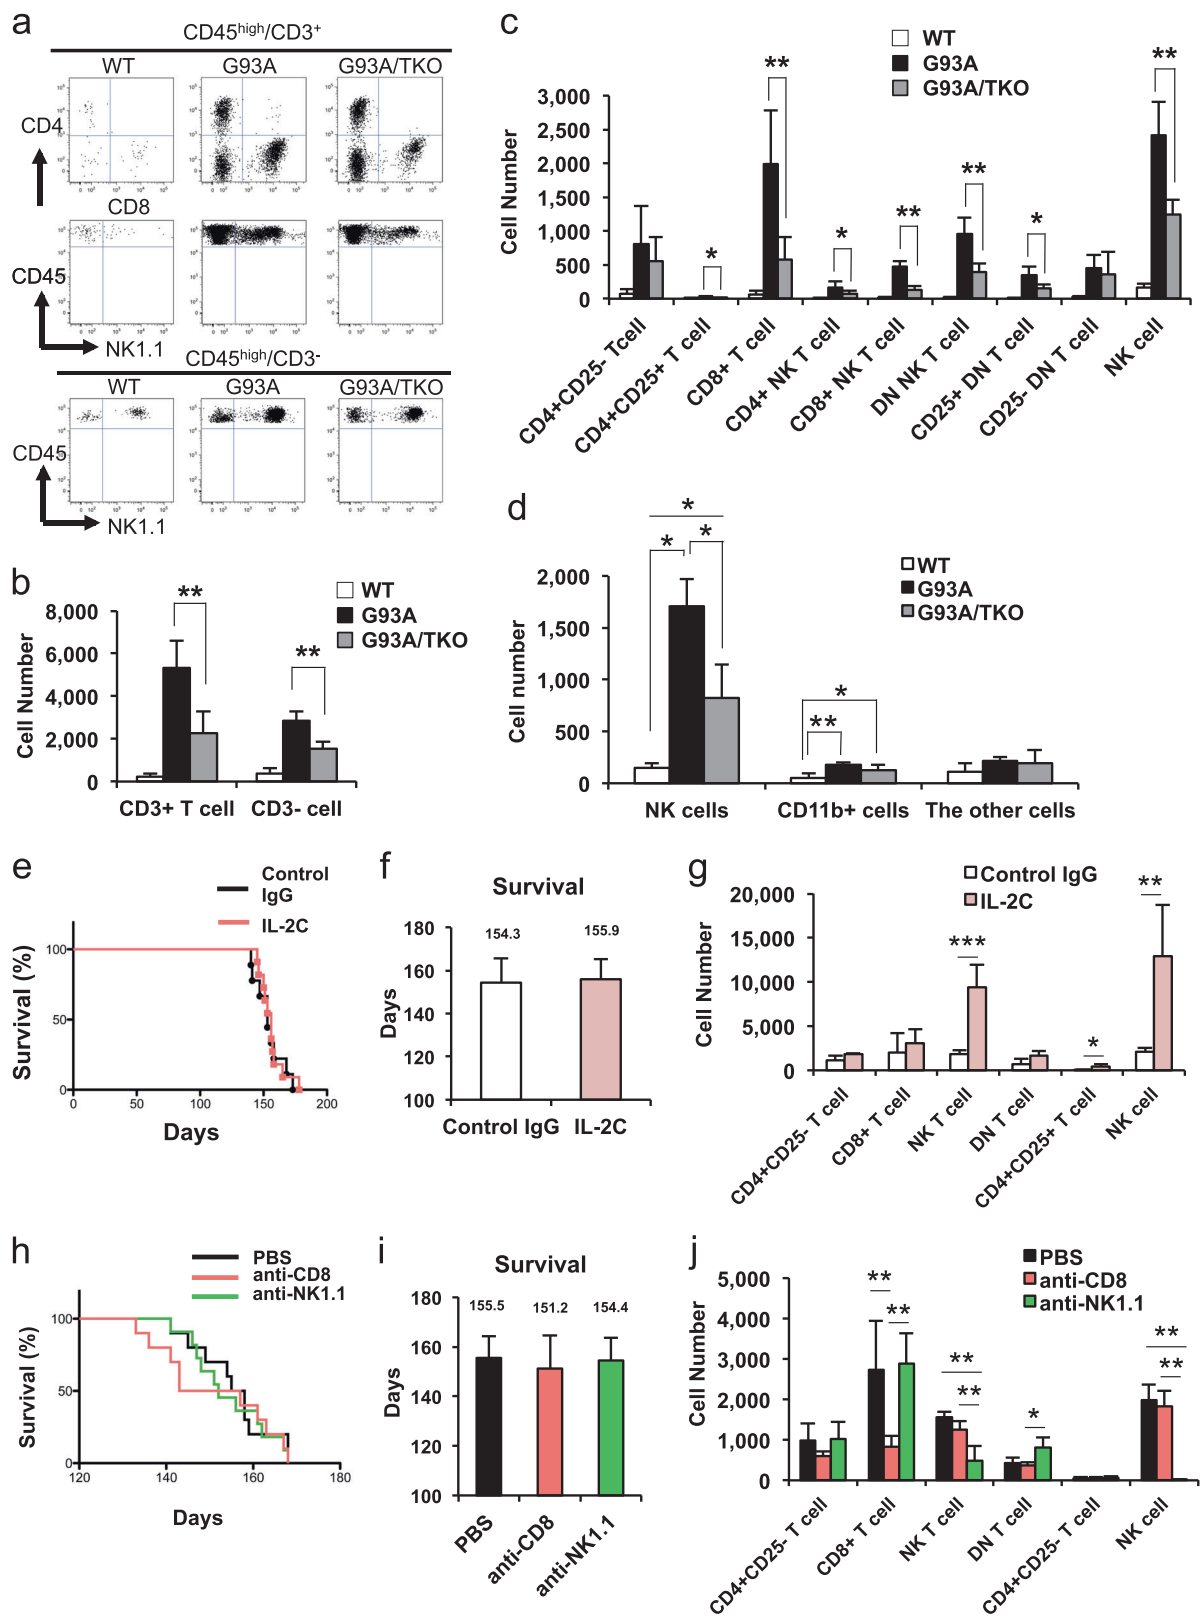 a
CD45high/CD3+
WT G93A G93A/TKO
CD4
CD8
CD45
NK1.1
CD45high/CD3-
WT G93A G93A/TKO
CD45
NK1.1
b
WT
G93A
G93A/TKO
Cell Number
8,000
6,000
4,000
2,000
0
** **
CD3+ T cell CD3- cell
c
WT
G93A
G93A/TKO
Cell Number
3,000
2,500
2,000
1,500
1,000
500
0
* ** * ** ** * **
CD4+CD25- Tcell
CD4+CD25+ T cell
CD8+ T cell
CD4+ NK T cell
CD8+ NK T cell
DN NK T cell
CD25+ DN T cell
CD25- DN T cell
NK cell
d
WT
G93A
G93A/TKO
Cell number
2,000
1,500
1,000
500
0
*
* *
*
**
NK cells CD11b+ cells The other cells
e
Control
IgG
IL-2C
Survival (%)
100
50
0
0 50 100 150 200
Days
f
Survival
Days
180
160
140
120
100
154.3 155.9
Control IgG IL-2C
g
Control IgG
IL-2C
Cell Number
20,000
15,000
10,000
5,000
0
*** * **
CD4+CD25- T cell
CD8+ T cell
NK T cell
DN T cell
CD4+CD25+ T cell
NK cell
h
PBS
anti-CD8
anti-NK1.1
Survival (%)
100
50
0
120 140 160 180
Days
i
Survival
Days
180
160
140
120
100
155.5 151.2 154.4
PBS
anti-CD8
anti-NK1.1
j
PBS
anti-CD8
anti-NK1.1
Cell Number
5,000
4,000
3,000
2,000
1,000
0
** ** ** ** * ** **
CD4+CD25- T cell
CD8+ T cell
NK T cell
DN T cell
CD4+CD25- T cell
NK cell